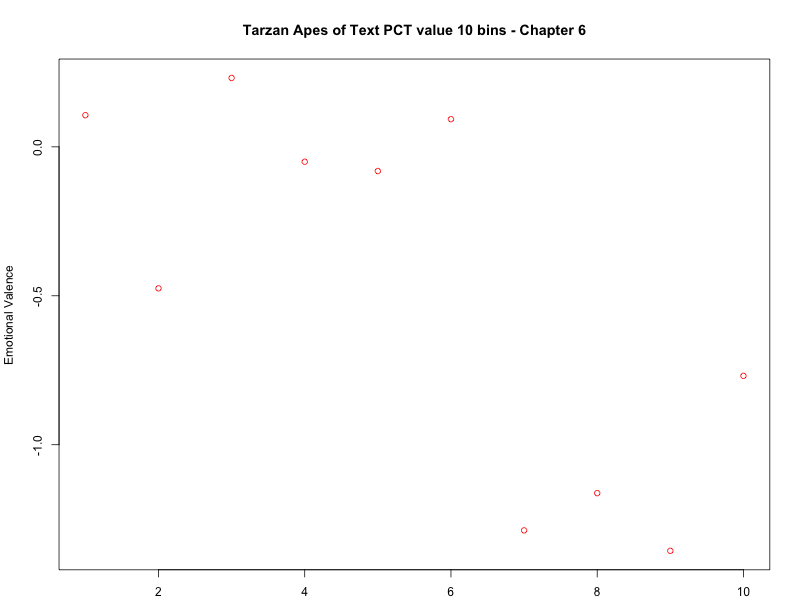 Tarzan Apes of Text PCT value 10 bins - Chapter 6
0.0
-0.5
Emotional Valence
-1.0
2 4 6 8 10